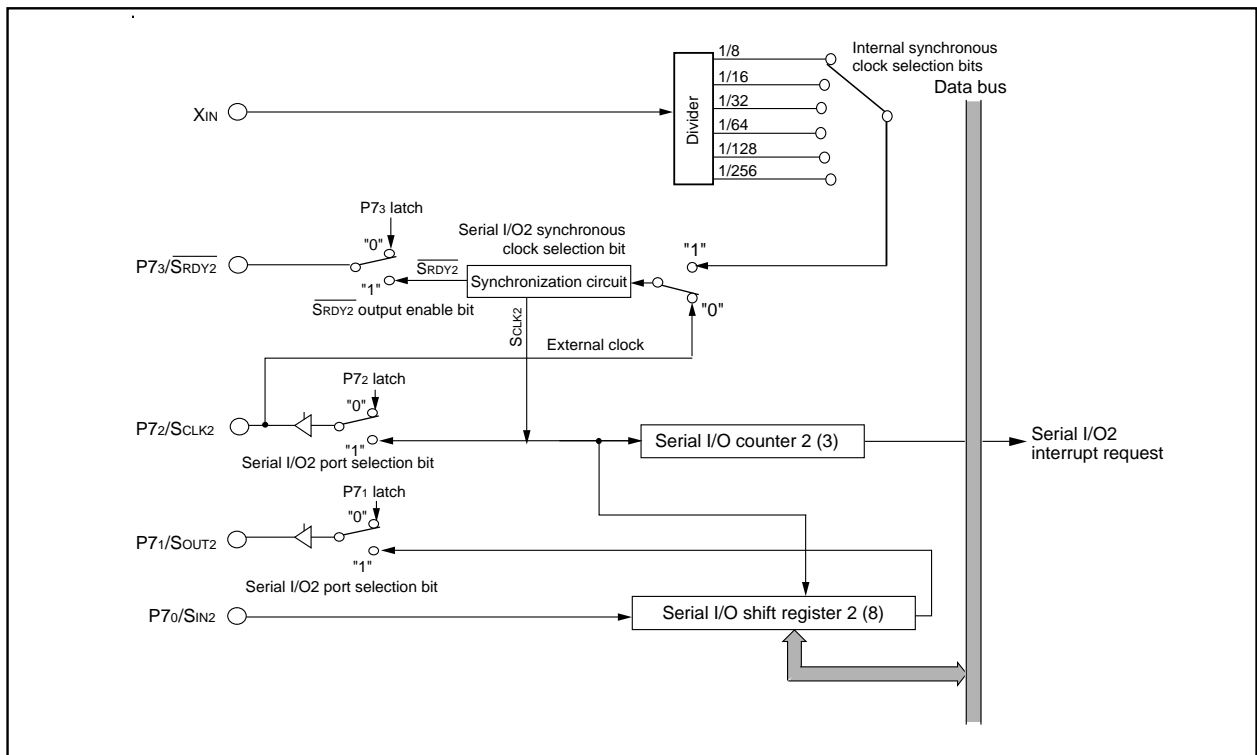 1/8
Internal synchronous
clock selection bits
Data bus
1/16
XIN
Divider
1/32
1/64
1/128
1/256
P73 latch
"0"
Serial I/O2 synchronous
clock selection bit
"1"
P73/SRDY2
SRDY2
Synchronization circuit
"1"
"0"
SRDY2 output enable bit
SCLK2
External clock
P72 latch
"0"
P72/SCLK2
"1"
Serial I/O counter 2 (3)
Serial I/O2
interrupt request
Serial I/O2 port selection bit
P71 latch
"0"
P71/SOUT2
"1"
Serial I/O2 port selection bit
P70/SIN2
Serial I/O shift register 2 (8)